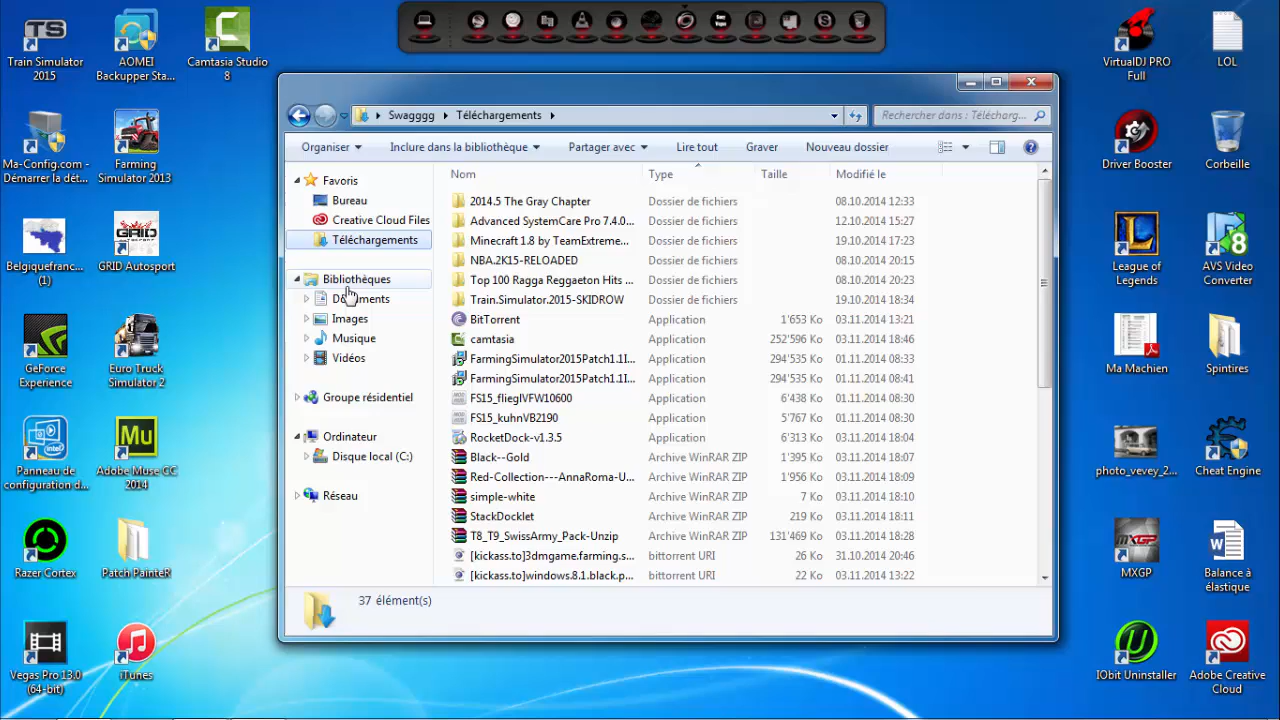 Train Simulator
2015
AOMEI
Backupper Sta...
Camtasia Studio
8
Ma-Config.com -
Démarrer la dét...
Farming
Simulator 2013
Belgiquefranc...
(1)
GRID Autosport
GeForce
Experience
Euro Truck
Simulator 2
Panneau de
configuration d...
Adobe Muse CC
2014
Razer Cortex
Patch PainteR
Vegas Pro 13.0
(64-bit)
iTunes
Swagggg
Téléchargements
Rechercher dans : Télécharg...
Organiser
Inclure dans la bibliothèque
Partager avec
Lire tout
Graver
Nouveau dossier
Favoris
Bureau
Creative Cloud Files
Téléchargements
Bibliothèques
Documents
Images
Musique
Vidéos
Groupe résidentiel
Ordinateur
Disque local (C:)
Réseau
Nom Type Taille Modifié le
2014.5 The Gray Chapter Dossier de fichiers 08.10.2014 12:33
Advanced SystemCare Pro 7.4.0... Dossier de fichiers 08.10.2014 15:27
Minecraft 1.8 by TeamExtreme... Dossier de fichiers 19.10.2014 17:23
NBA.2K15-RELOADED Dossier de fichiers 08.10.2014 20:15
Top 100 Ragga Reggaeton Hits ... Dossier de fichiers 08.10.2014 20:23
Train.Simulator.2015-SKIDROW Dossier de fichiers 19.10.2014 18:34
BitTorrent Application 1'653 Ko 03.11.2014 13:21
camtasia Application 252'596 Ko 03.11.2014 18:46
FarmingSimulator2015Patch1.1I... Application 294'535 Ko 01.11.2014 08:33
FarmingSimulator2015Patch1.1I... Application 294'535 Ko 01.11.2014 08:41
FS15_flieglVFW10600 Application 6'438 Ko 01.11.2014 08:30
FS15_kuhnVB2190 Application 5'767 Ko 01.11.2014 08:30
RocketDock-v1.3.5 Application 6'313 Ko 03.11.2014 18:04
Black--Gold Archive WinRAR ZIP 1'395 Ko 03.11.2014 18:07
Red-Collection---AnnaRoma-U... Archive WinRAR ZIP 1'956 Ko 03.11.2014 18:09
simple-white Archive WinRAR ZIP 7 Ko 03.11.2014 18:10
StackDocklet Archive WinRAR ZIP 219 Ko 03.11.2014 18:11
T8_T9_SwissArmy_Pack-Unzip Archive WinRAR ZIP 131'469 Ko 03.11.2014 18:28
[kickass.to]3dmgame.farming.s... bittorrent URI 26 Ko 31.10.2014 20:46
[kickass.to]windows.8.1.black.p... bittorrent URI 22 Ko 03.11.2014 13:22
37 élément(s)
VirtualDJ PRO
Full
LOL
Driver Booster
Corbeille
League of
Legends
AVS Video
Converter
Ma Machien
Spintires
photo_vevey_2...
Cheat Engine
MXGP
Balance à
élastique
IObit Uninstaller
Adobe Creative
Cloud